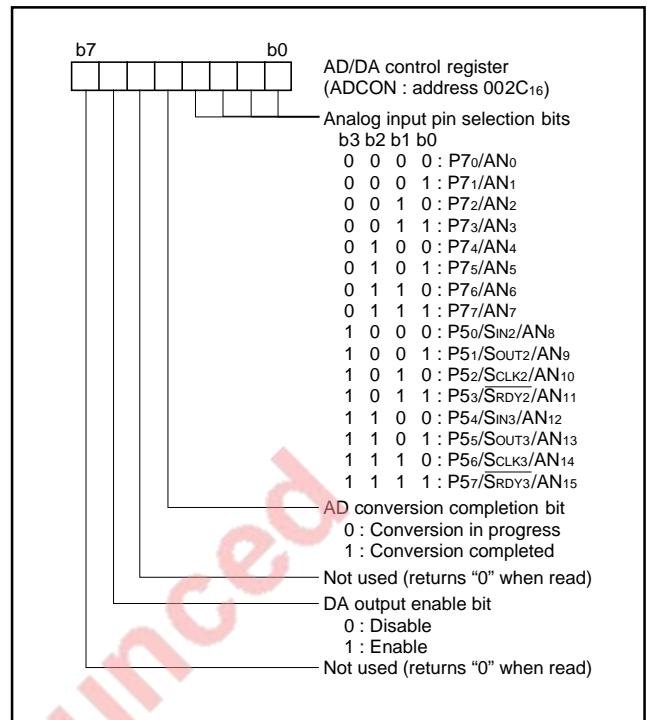 b7 b0
AD/DA control register
(ADCON : address 002C16)
Analog input pin selection bits
b3 b2 b1 b0
0 0 0 0 : P70/AN0
0 0 0 1 : P71/AN1
0 0 1 0 : P72/AN2
0 0 1 1 : P73/AN3
0 1 0 0 : P74/AN4
0 1 0 1 : P75/AN5
0 1 1 0 : P76/AN6
0 1 1 1 : P77/AN7
1 0 0 0 : P50/SIN2/AN8
1 0 0 1 : P51/SOUT2/AN9
1 0 1 0 : P52/SCLK2/AN10
1 0 1 1 : P53/SRDY2/AN11
1 1 0 0 : P54/SIN3/AN12
1 1 0 1 : P55/SOUT3/AN13
1 1 1 0 : P56/SCLK3/AN14
1 1 1 1 : P57/SRDY3/AN15
AD conversion completion bit
0 : Conversion in progress
1 : Conversion completed
Not used (returns “0” when read)
DA output enable bit
0 : Disable
1 : Enable
Not used (returns “0” when read)
unced